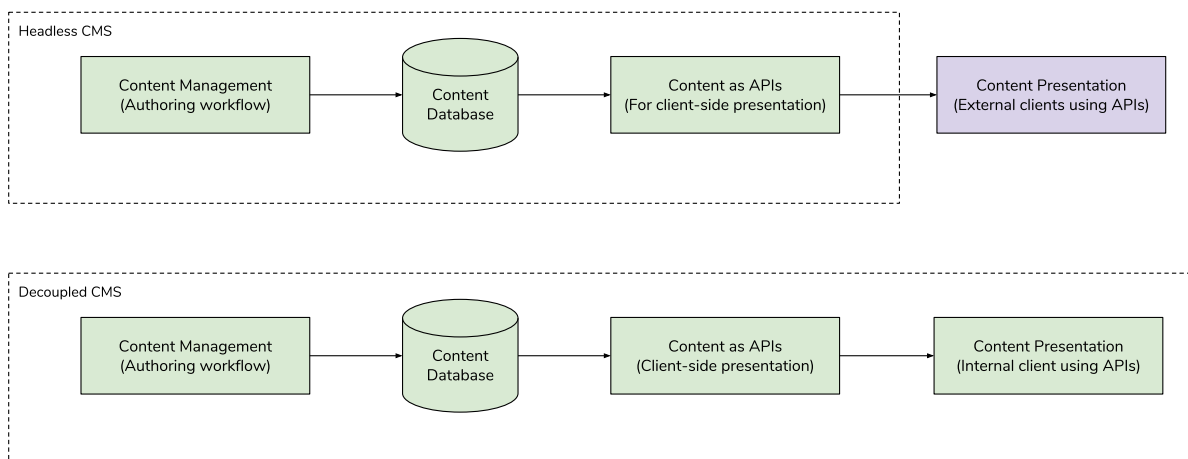 Headless CMS
Content Management
(Authoring workflow)
Content
Database
Content as APIs
(For client-side presentation)
Content Presentation
(External clients using APIs)
Decoupled CMS
Content Management
(Authoring workflow)
Content
Database
Content as APIs
(Client-side presentation)
Content Presentation
(Internal client using APIs)